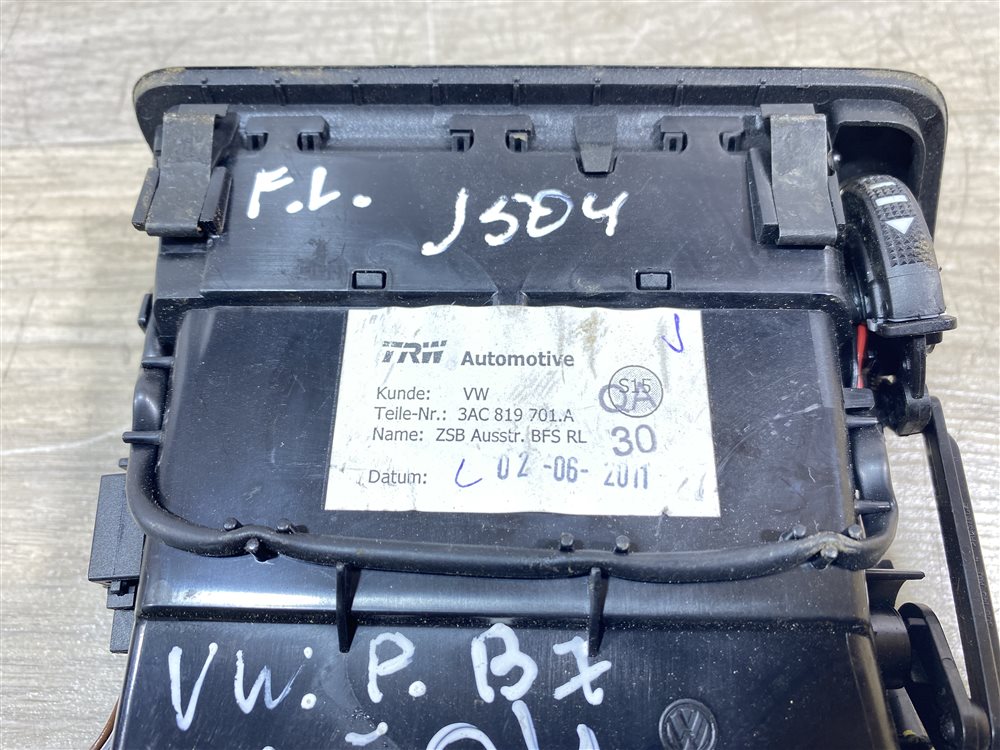 F.L. J504
TRW Automotive
Kunde: VW
Teile-Nr.: 3AC 819 701.A
Name: ZSB Ausstr. BFS RL
Datum: 02-06-2011
S15
QA
30
VW. P. B7